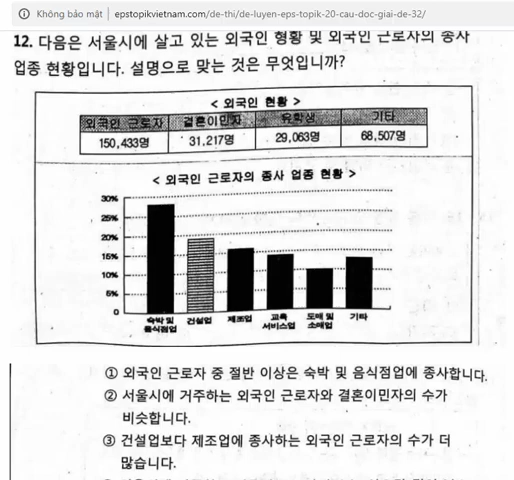 Không bảo mật | epstopikvietnam.com/de-thi/de-luyen-eps-topik-20-cau-doc-giai-de-32/
12. 다음은 서울시에 살고 있는 외국인 형황 및 외국인 근로자의 종사
업종 현황입니다. 설명으로 맞는 것은 무엇입니까?
< 외국인 현황 >
외국인 근로자 결혼이민자 유학생 기타
150,433명 31,217명 29,063명 68,507명
< 외국인 근로자의 종사 업종 현황 >
30%
25%
20%
15%
10%
5%
0
숙박 및 음식점업 건설업 제조업 교육 서비스업 도매 및 소매업 기타
① 외국인 근로자 중 절반 이상은 숙박 및 음식점업에 종사합니다.
② 서울시에 거주하는 외국인 근로자와 결혼이민자의 수가
비슷합니다.
③ 건설업보다 제조업에 종사하는 외국인 근로자의 수가 더
많습니다.